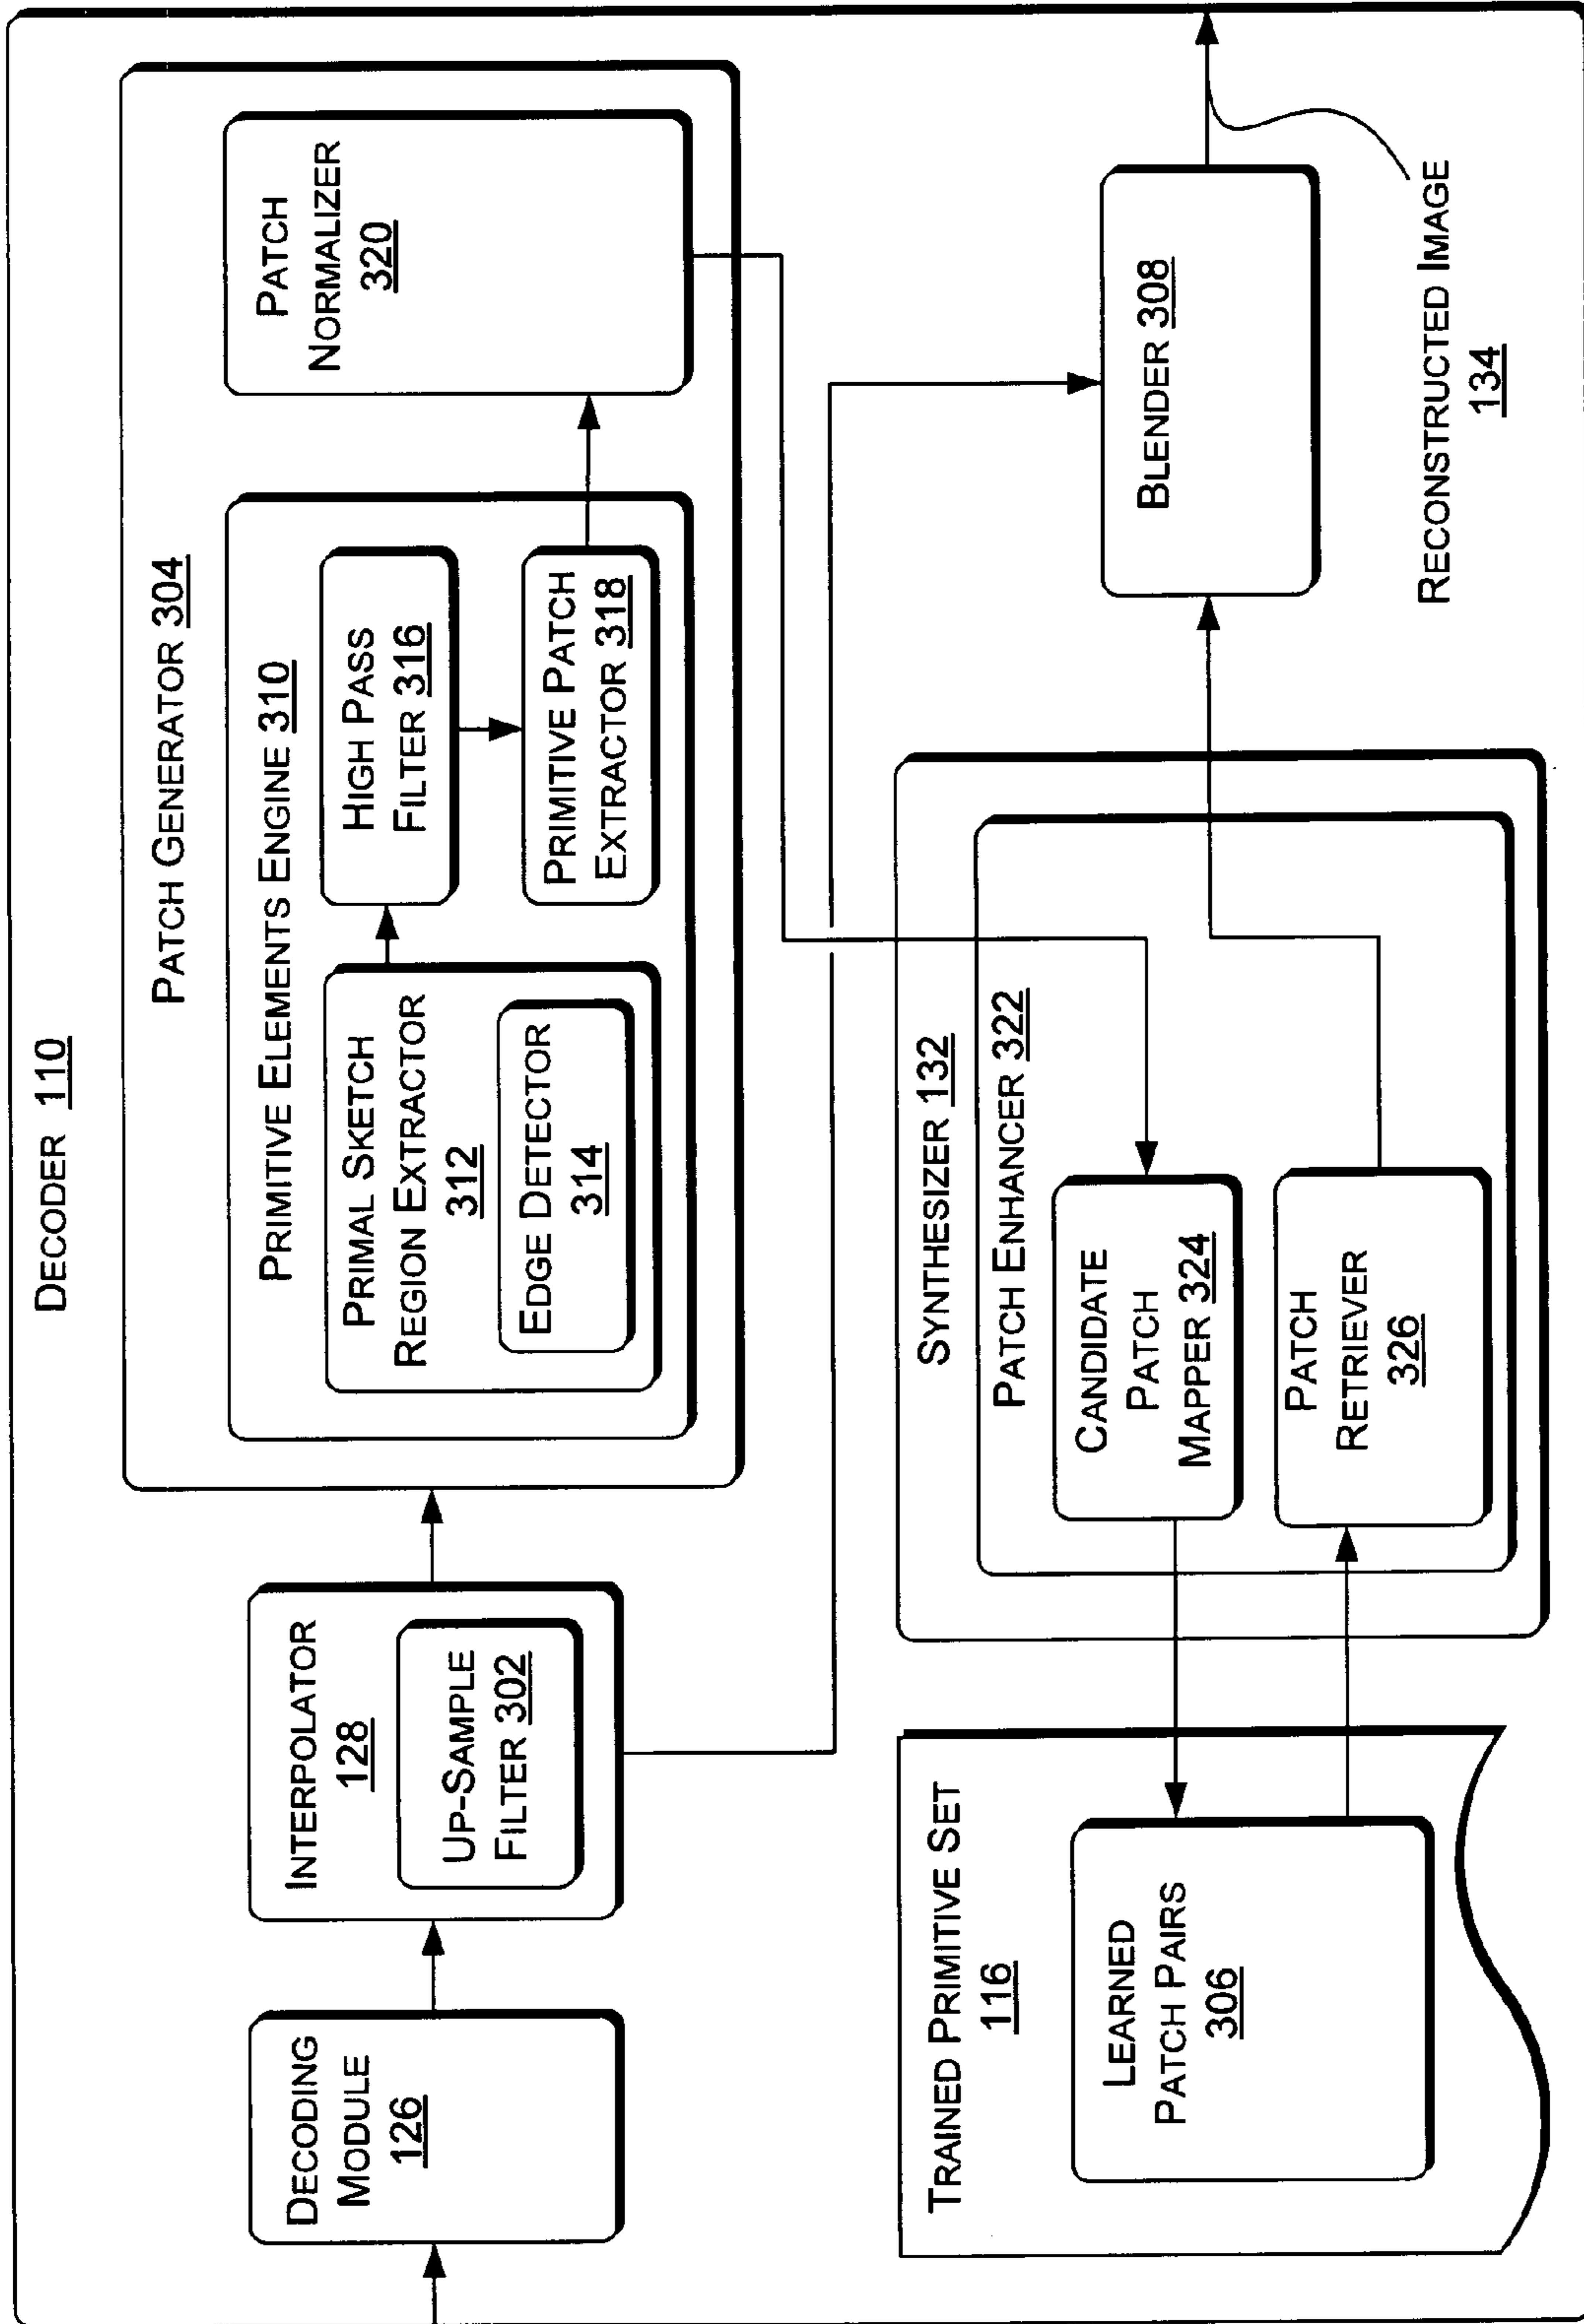 DECODER 110
DECODING
MODULE
126
INTERPOLATOR
128
UP-SAMPLE
FILTER 302
PATCH GENERATOR 304
PRIMITIVE ELEMENTS ENGINE 310
PRIMAL SKETCH
REGION EXTRACTOR
312
EDGE DETECTOR
314
HIGH PASS
FILTER 316
PRIMITIVE PATCH
EXTRACTOR 318
PATCH
NORMALIZER
320
TRAINED PRIMITIVE SET
116
LEARNED
PATCH PAIRS
306
SYNTHESIZER 132
PATCH ENHANCER 322
CANDIDATE
PATCH
MAPPER 324
PATCH
RETRIEVER
326
BLENDER 308
RECONSTRUCTED IMAGE
134